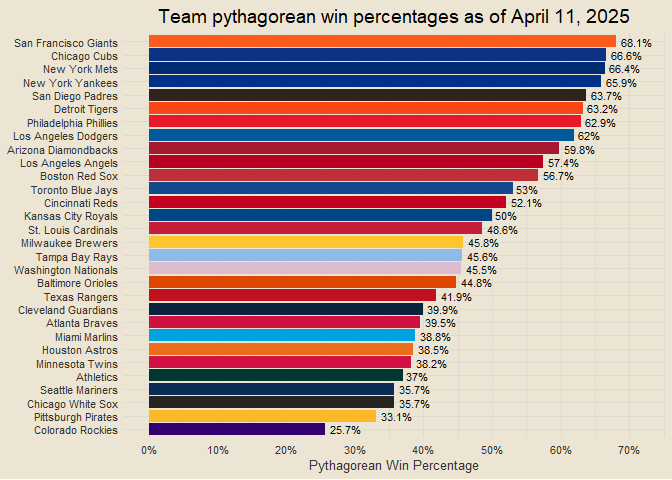 Team pythagorean win percentages as of April 11, 2025
San Francisco Giants 68.1%
Chicago Cubs 66.6%
New York Mets 66.4%
New York Yankees 65.9%
San Diego Padres 63.7%
Detroit Tigers 63.2%
Philadelphia Phillies 62.9%
Los Angeles Dodgers 62%
Arizona Diamondbacks 59.8%
Los Angeles Angels 57.4%
Boston Red Sox 56.7%
Toronto Blue Jays 53%
Cincinnati Reds 52.1%
Kansas City Royals 50%
St. Louis Cardinals 48.6%
Milwaukee Brewers 45.8%
Tampa Bay Rays 45.6%
Washington Nationals 45.5%
Baltimore Orioles 44.8%
Texas Rangers 41.9%
Cleveland Guardians 39.9%
Atlanta Braves 39.5%
Miami Marlins 38.8%
Houston Astros 38.5%
Minnesota Twins 38.2%
Athletics 37%
Seattle Mariners 35.7%
Chicago White Sox 35.7%
Pittsburgh Pirates 33.1%
Colorado Rockies 25.7%
0% 10% 20% 30% 40% 50% 60% 70%
Pythagorean Win Percentage